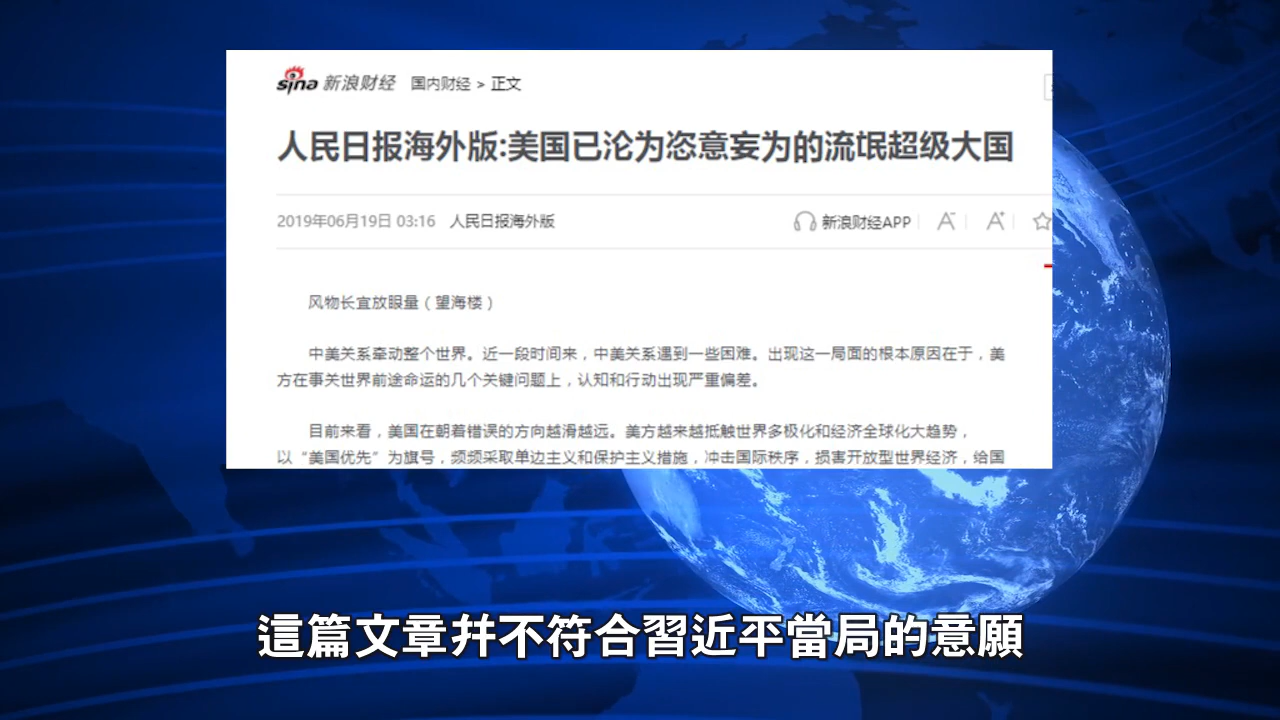 sina 新浪财经 国内财经 > 正文
人民日报海外版:美国已沦为恣意妄为的流氓超级大国
2019年06月19日 03:16 人民日报海外版 新浪财经APP A- A+
风物长宜放眼量（望海楼）
中美关系牵动整个世界。近一段时间来，中美关系遇到一些困难。出现这一局面的根本原因在于，美
方在事关世界前途命运的几个关键问题上，认知和行动出现严重偏差。
目前来看，美国在朝着错误的方向越滑越远。美方越来越抵触世界多极化和经济全球化大趋势，
以“美国优先”为旗号，频频采取单边主义和保护主义措施，冲击国际秩序，损害开放型世界经济，给国
這篇文章幷不符合習近平當局的意願